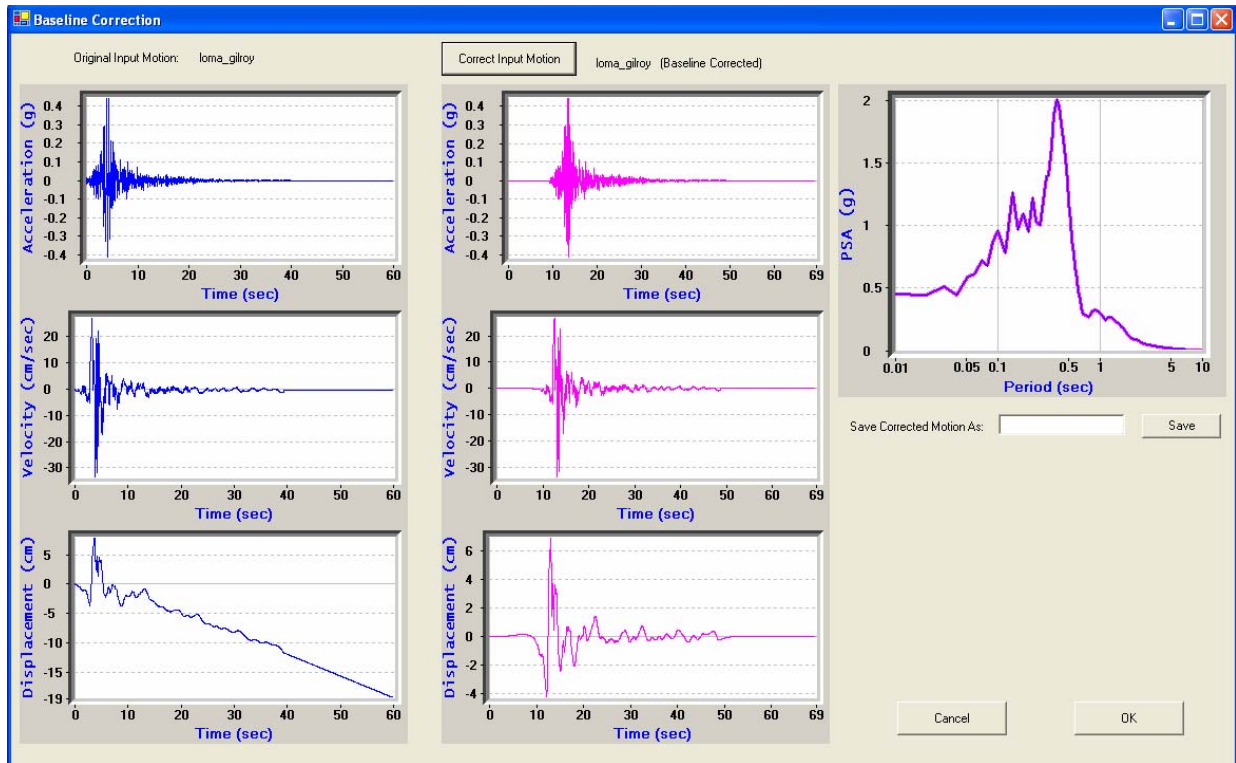 Baseline Correction
Original Input Motion: loma_gilroy
Correct Input Motion
loma_gilroy (Baseline Corrected)
Acceleration (g)
0.4
0.3
0.2
0.1
0
-0.1
-0.2
-0.3
-0.4
0 10 20 30 40 50 60
Time (sec)
Acceleration (g)
0.4
0.3
0.2
0.1
0
-0.1
-0.2
-0.3
-0.4
0 10 20 30 40 50 60 69
Time (sec)
PSA (g)
2
1.5
1
0.5
0
0.01 0.05 0.1 0.5 1 5 10
Period (sec)
Velocity (cm/sec)
20
10
0
-10
-20
-30
0 10 20 30 40 50 60
Time (sec)
Velocity (cm/sec)
20
10
0
-10
-20
-30
0 10 20 30 40 50 60 69
Time (sec)
Save Corrected Motion As:
Save
Displacement (cm)
5
0
-5
-10
-15
-19
0 10 20 30 40 50 60
Time (sec)
Displacement (cm)
6
4
2
0
-2
-4
0 10 20 30 40 50 60 69
Time (sec)
Cancel
OK